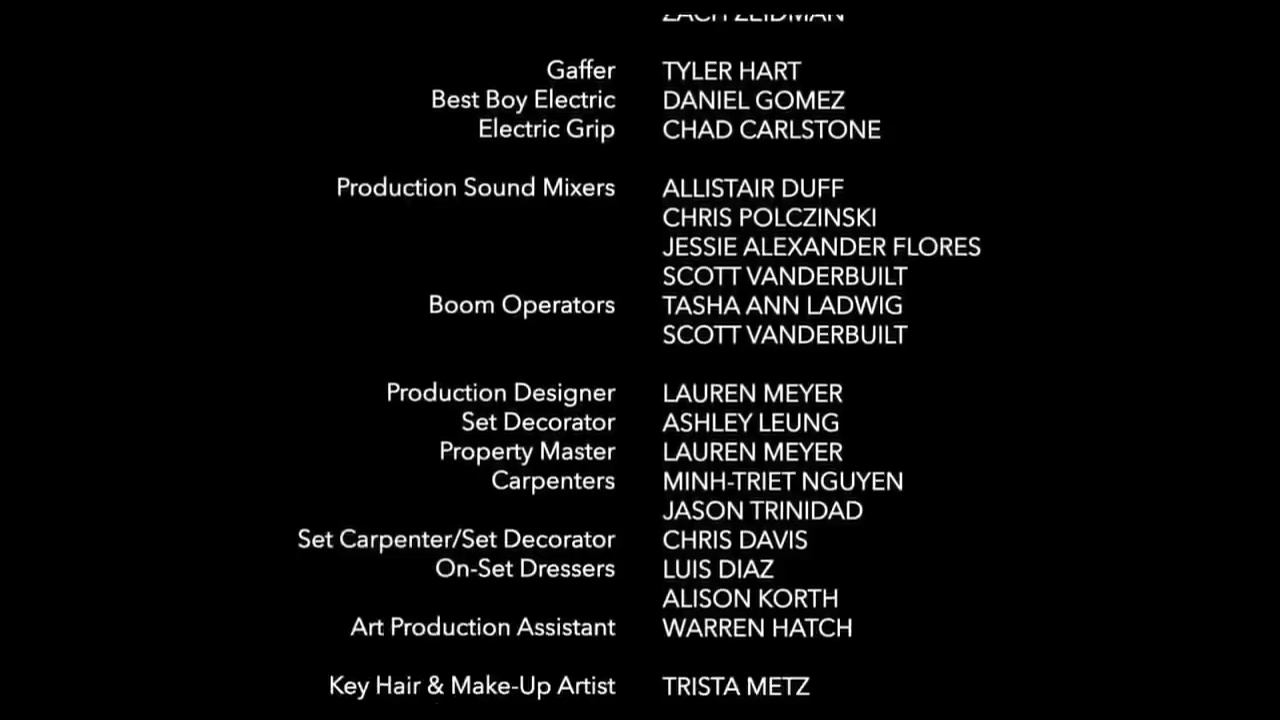 ZACH ZEIDMAN
Gaffer TYLER HART
Best Boy Electric DANIEL GOMEZ
Electric Grip CHAD CARLSTONE
Production Sound Mixers ALLISTAIR DUFF
CHRIS POLCZINSKI
JESSIE ALEXANDER FLORES
SCOTT VANDERBUILT
Boom Operators TASHA ANN LADWIG
SCOTT VANDERBUILT
Production Designer LAUREN MEYER
Set Decorator ASHLEY LEUNG
Property Master LAUREN MEYER
Carpenters MINH-TRIET NGUYEN
JASON TRINIDAD
Set Carpenter/Set Decorator CHRIS DAVIS
On-Set Dressers LUIS DIAZ
ALISON KORTH
Art Production Assistant WARREN HATCH
Key Hair & Make-Up Artist TRISTA METZ